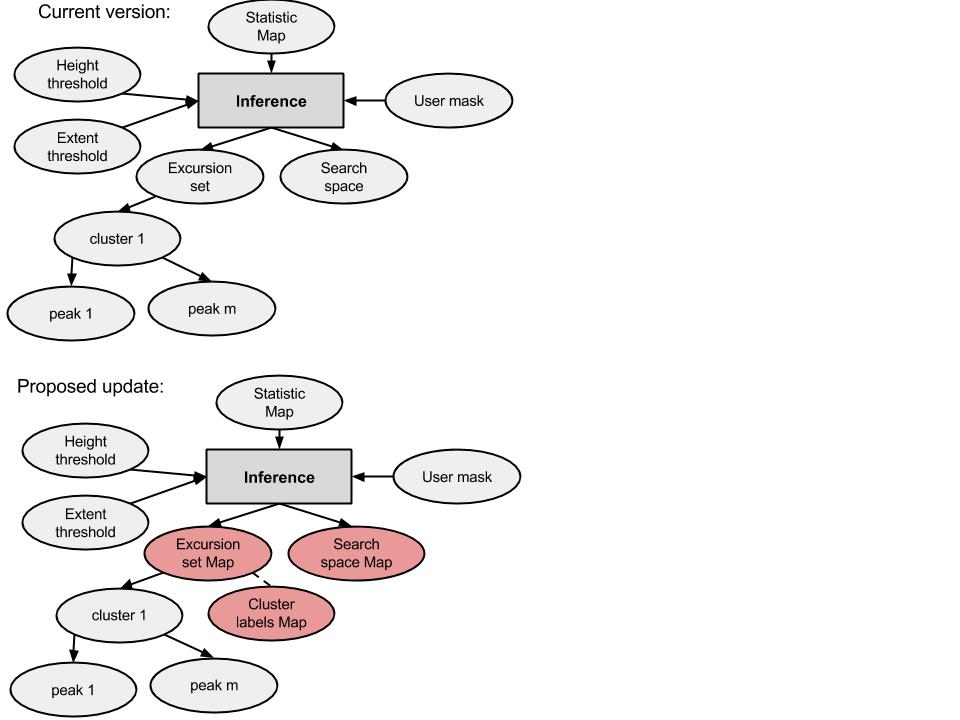 Current version:
Statistic
Map
Height
threshold
Inference
User mask
Extent
threshold
Excursion
set
Search
space
cluster 1
peak 1
peak m
Proposed update:
Statistic
Map
Height
threshold
Inference
User mask
Extent
threshold
Excursion
set Map
Search
space Map
Cluster
labels Map
cluster 1
peak 1
peak m